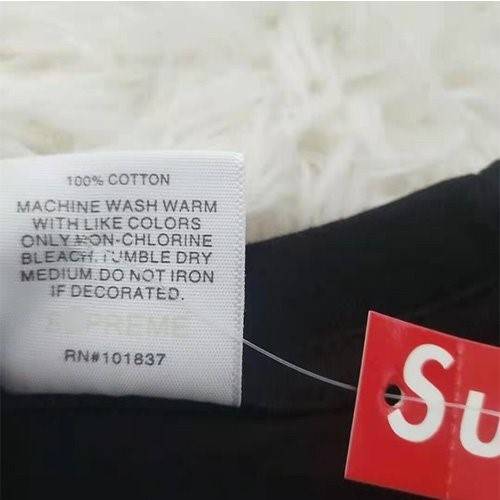 100% COTTON
MACHINE WASH WARM
WITH LIKE COLORS
ONLY NON-CHLORINE
BLEACH. TUMBLE DRY
MEDIUM. DO NOT IRON
IF DECORATED.
SUPREME
RN#101837
Su